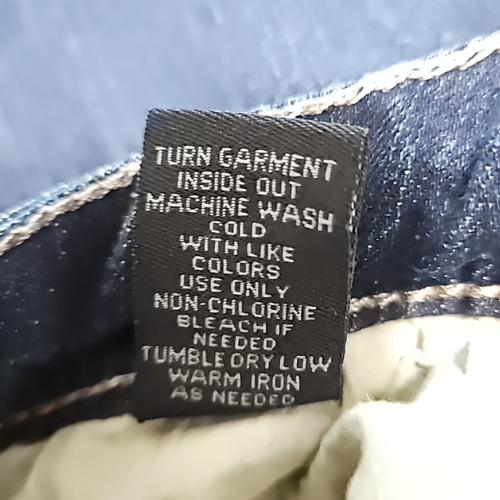 TURN GARMENT
INSIDE OUT
MACHINE WASH
COLD
WITH LIKE
COLORS
USE ONLY
NON-CHLORINE
BLEACH IF
NEEDED
TUMBLE DRY LOW
WARM IRON
AS NEEDED